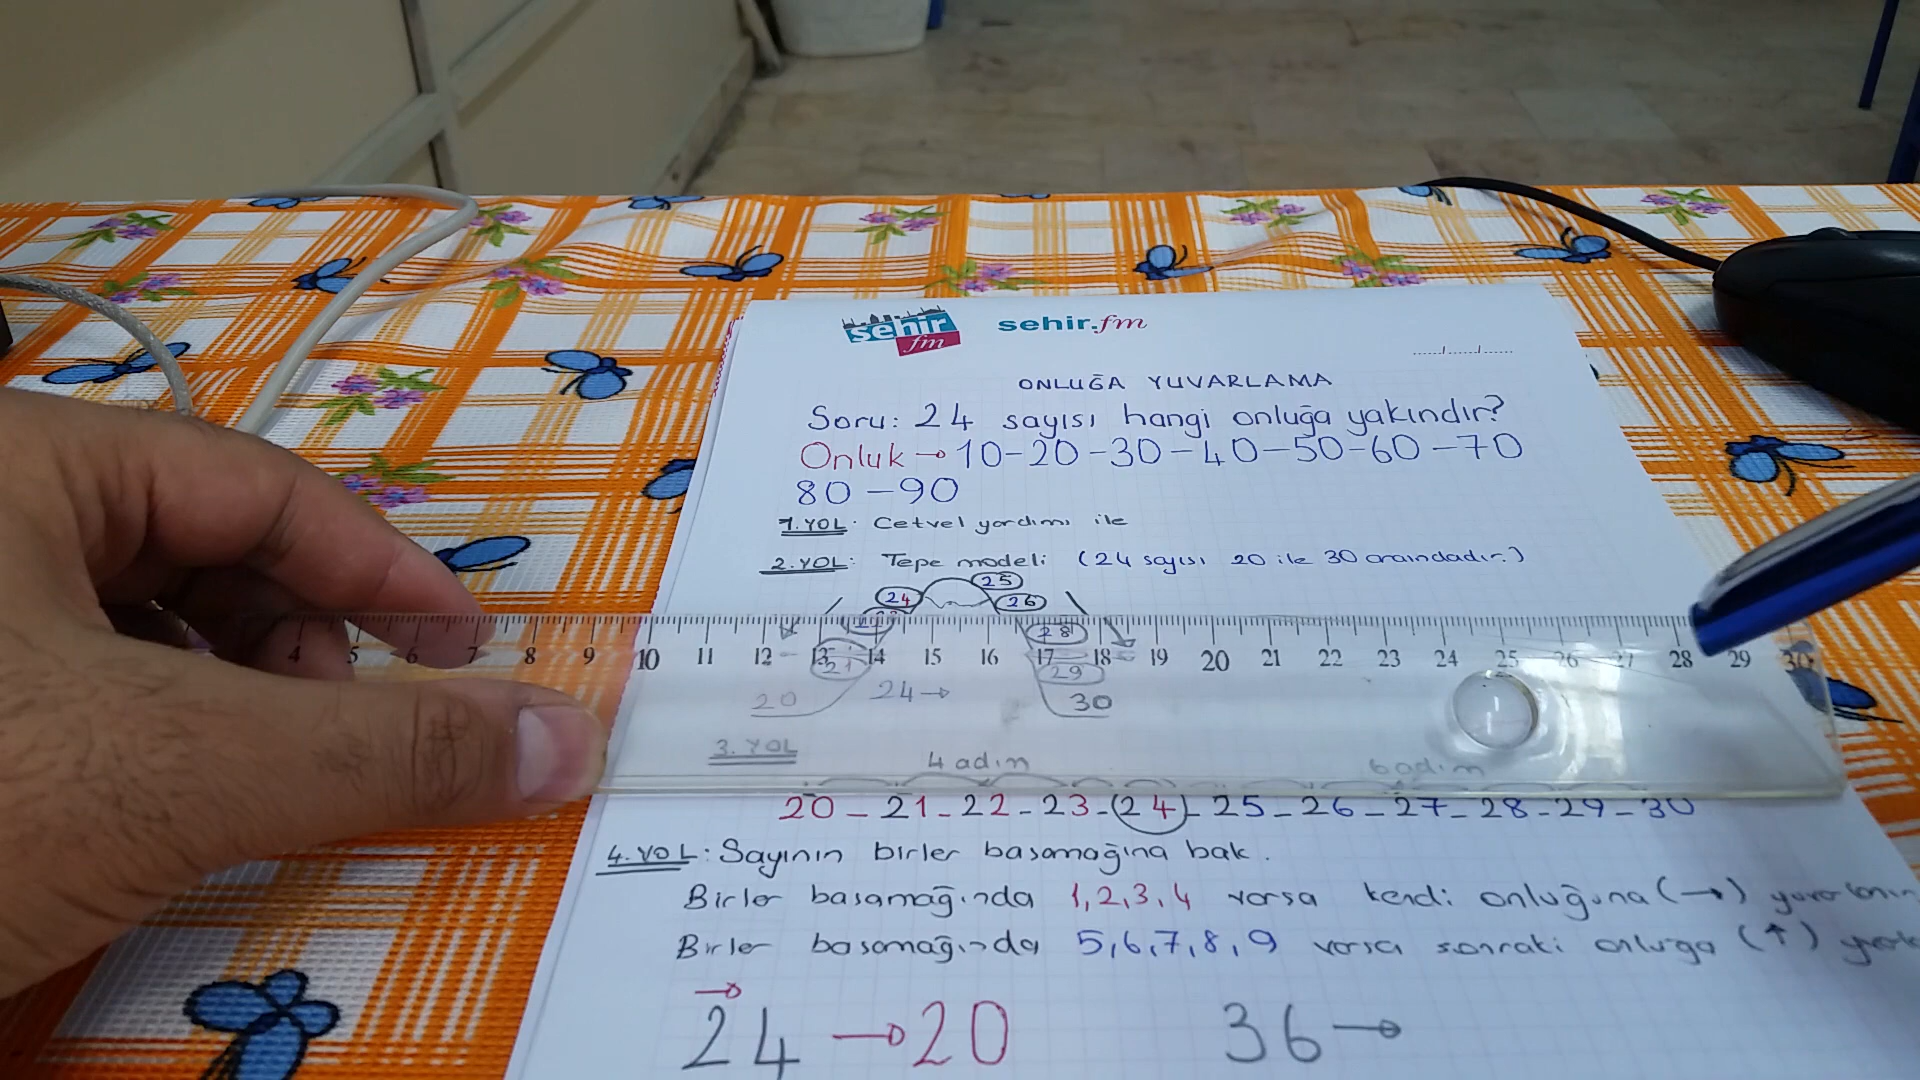 sehir fm sehir.fm
....../....../......
ONLUĞA YUVARLAMA
Soru: 24 sayısı hangi onluğa yakındır?
Onluk → 10-20-30-40-50-60-70
80-90
1.YOL: Cetvel yardımı ile
2.YOL: Tepe modeli (24 sayısı 20 ile 30 arasındadır.)
24 25
26
28
21 29
20 24→ 30
4 5 6 7 8 9 10 11 12 13 14 15 16 17 18 19 20 21 22 23 24 25 26 27 28 29 30
3. YOL
4 adım 6 adım
20-21-22-23-24-25-26-27-28-29-30
4.YOL: Sayının birler basamağına bak.
Birler basamağında 1,2,3,4 varsa kendi onluğuna (→)
Birler basamağında 5,6,7,8,9 varsa sonraki onluğa (↑)
24 → 20 36 →